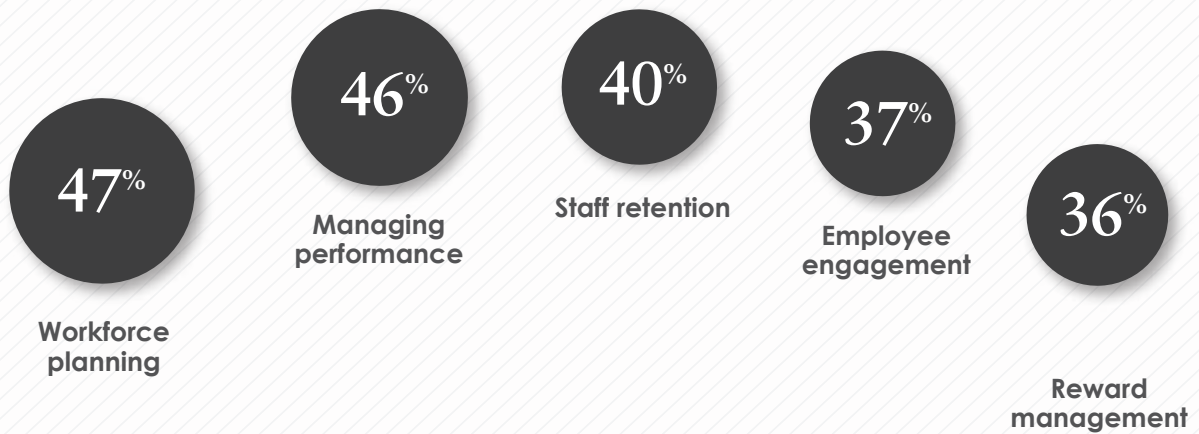 47%
Workforce
planning
46%
Managing
performance
40%
Staff retention
37%
Employee
engagement
36%
Reward
management